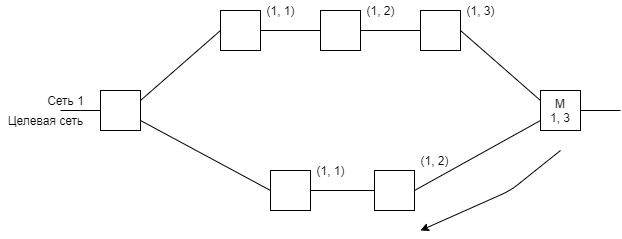 (1, 1)
(1, 2)
(1, 3)
Сеть 1
Целевая сеть
М
1, 3
(1, 1)
(1, 2)